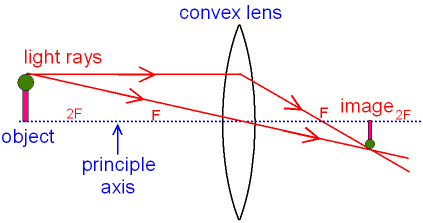 convex lens
light rays
2F
F
F
image
2F
object
principle
axis